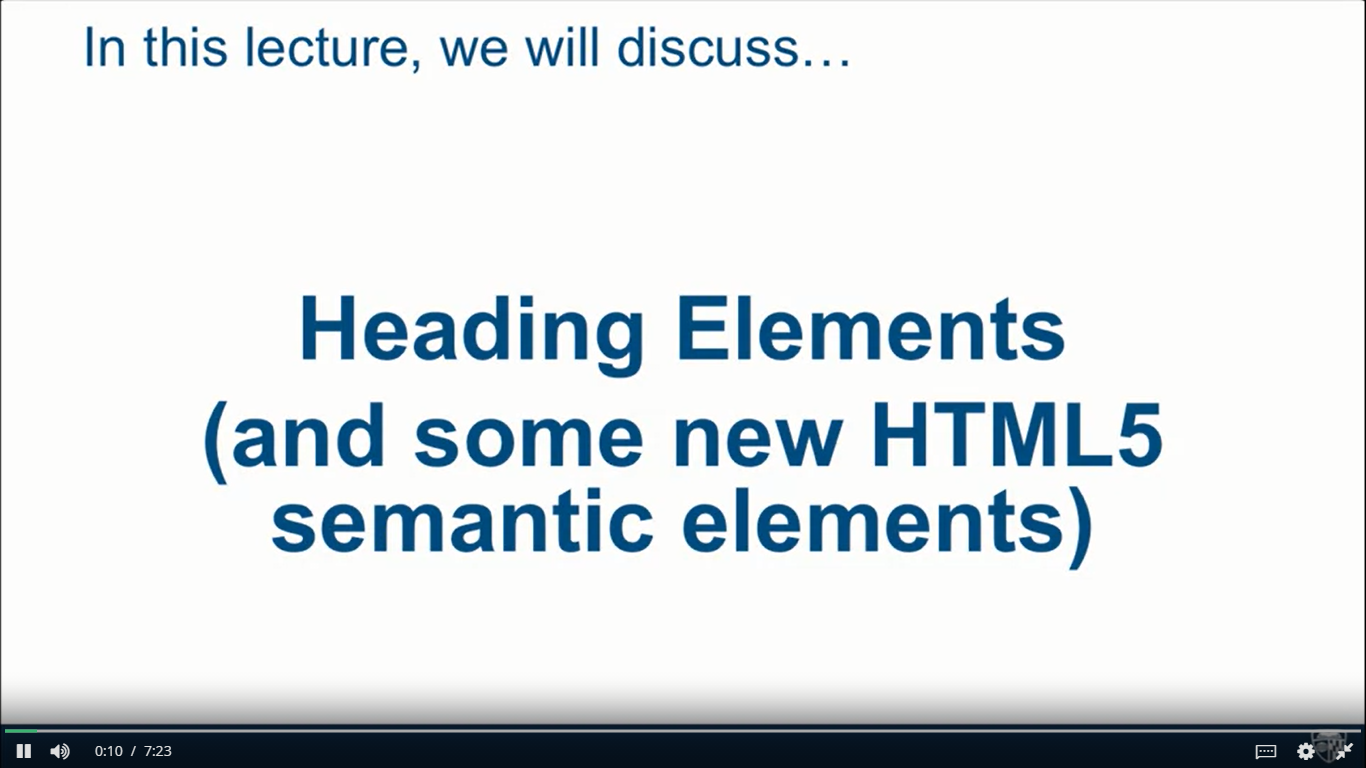 In this lecture, we will discuss…
Heading Elements
(and some new HTML5
semantic elements)
0:10 / 7:23